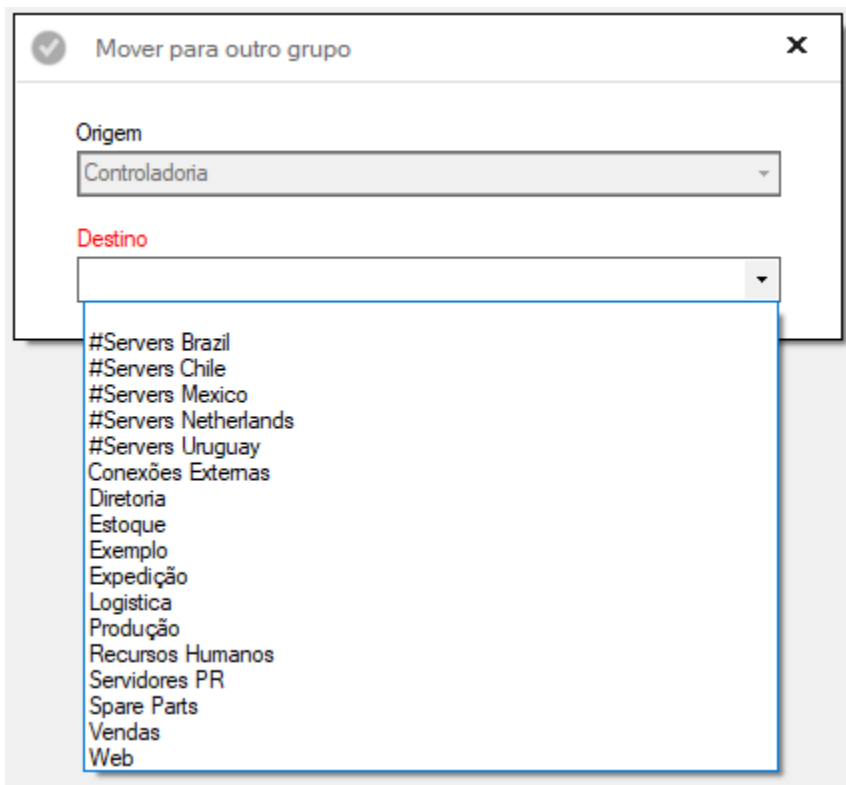 Mover para outro grupo
Origem
Controladoria
Destino
#Servers Brazil
#Servers Chile
#Servers Mexico
#Servers Netherlands
#Servers Uruguay
Conexões Externas
Diretoria
Estoque
Exemplo
Expedição
Logistica
Produção
Recursos Humanos
Servidores PR
Spare Parts
Vendas
Web